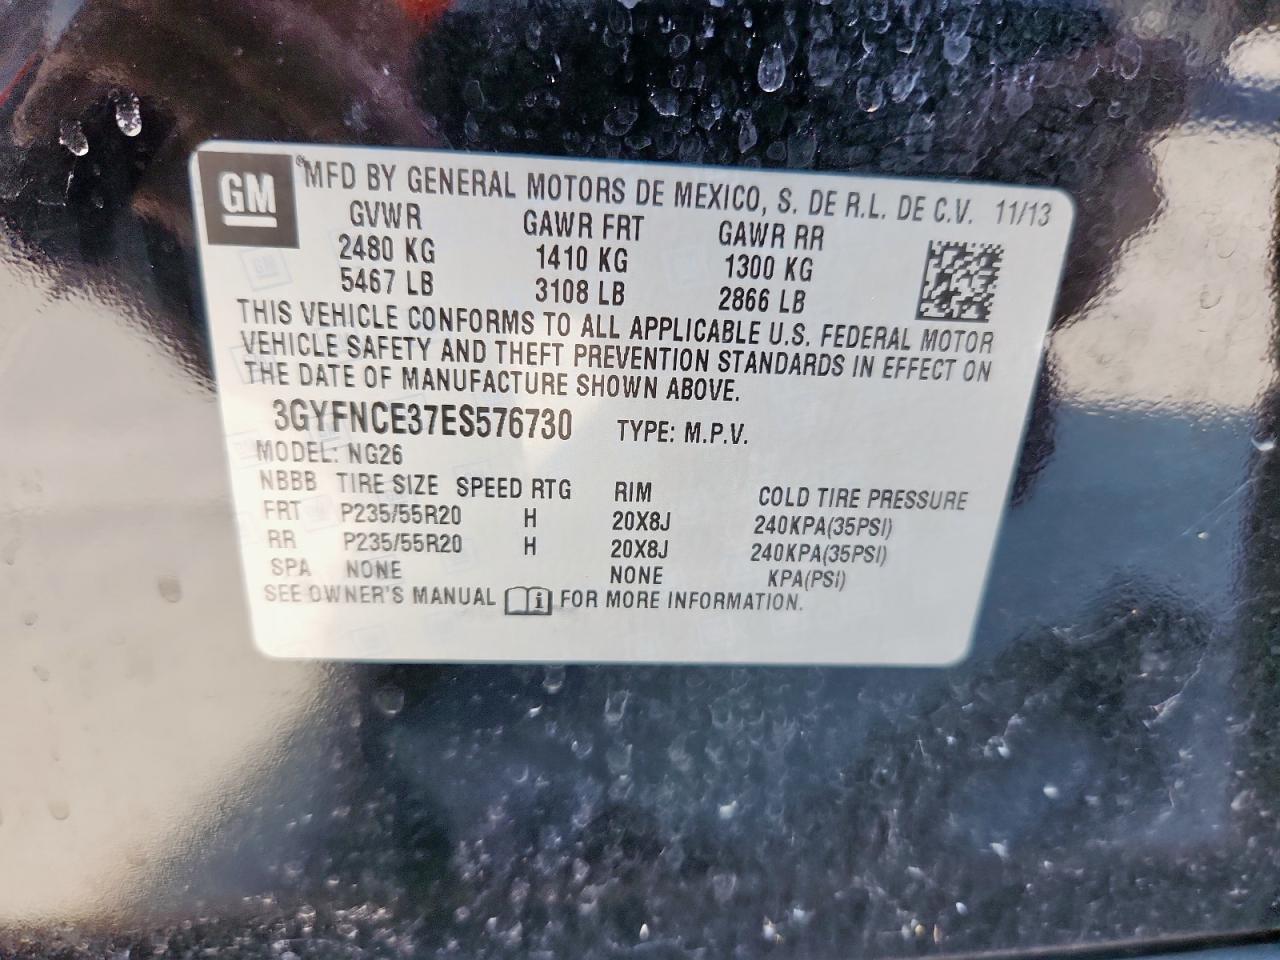 GM ® MFD BY GENERAL MOTORS DE MEXICO, S. DE R.L. DE C.V. 11/13
GVWR GAWR FRT GAWR RR
2480 KG 1410 KG 1300 KG
5467 LB 3108 LB 2866 LB
THIS VEHICLE CONFORMS TO ALL APPLICABLE U.S. FEDERAL MOTOR
VEHICLE SAFETY AND THEFT PREVENTION STANDARDS IN EFFECT ON
THE DATE OF MANUFACTURE SHOWN ABOVE.
3GYFNCE37ES576730 TYPE: M.P.V.
MODEL: NG26
NBBB TIRE SIZE SPEED RTG RIM COLD TIRE PRESSURE
FRT P235/55R20 H 20X8J 240KPA(35PSI)
RR P235/55R20 H 20X8J 240KPA(35PSI)
SPA NONE NONE KPA(PSI)
SEE OWNER'S MANUAL i FOR MORE INFORMATION.